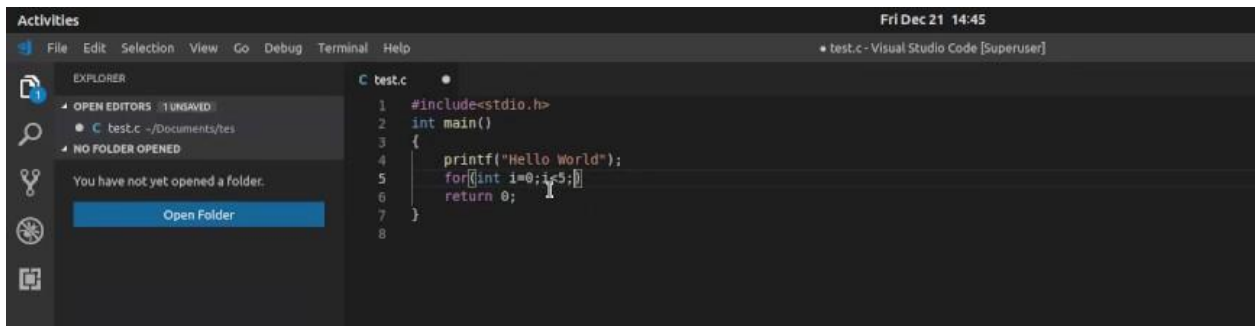 Activities
Fri Dec 21 14:45
File Edit Selection View Go Debug Terminal Help
● test.c - Visual Studio Code [Superuser]
EXPLORER
OPEN EDITORS 1 UNSAVED
● C test.c ~/Documents/tes
NO FOLDER OPENED
You have not yet opened a folder.
Open Folder
1
C test.c ●
1 #include<stdio.h>
2 int main()
3 {
4 printf("Hello World");
5 for(int i=0;i<5;)
6 return 0;
7 }
8